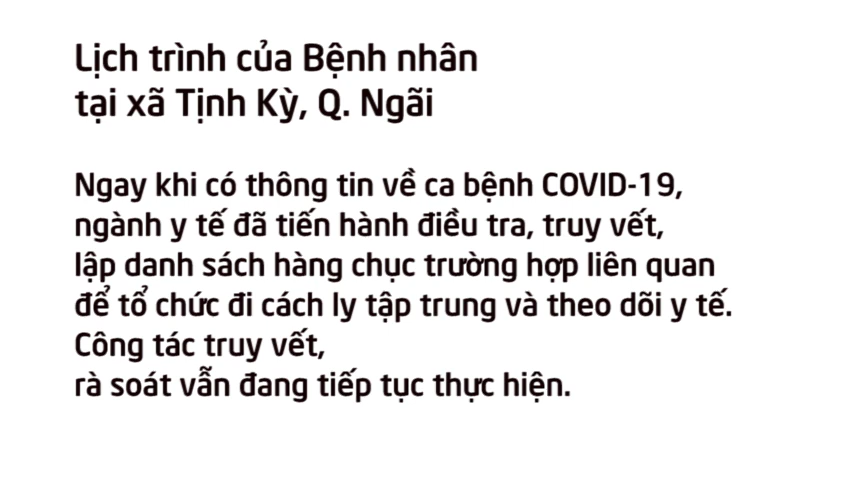 Lịch trình của Bệnh nhân
tại xã Tịnh Kỳ, Q. Ngãi
Ngay khi có thông tin về ca bệnh COVID-19,
ngành y tế đã tiến hành điều tra, truy vết,
lập danh sách hàng chục trường hợp liên quan
để tổ chức đi cách ly tập trung và theo dõi y tế.
Công tác truy vết,
rà soát vẫn đang tiếp tục thực hiện.